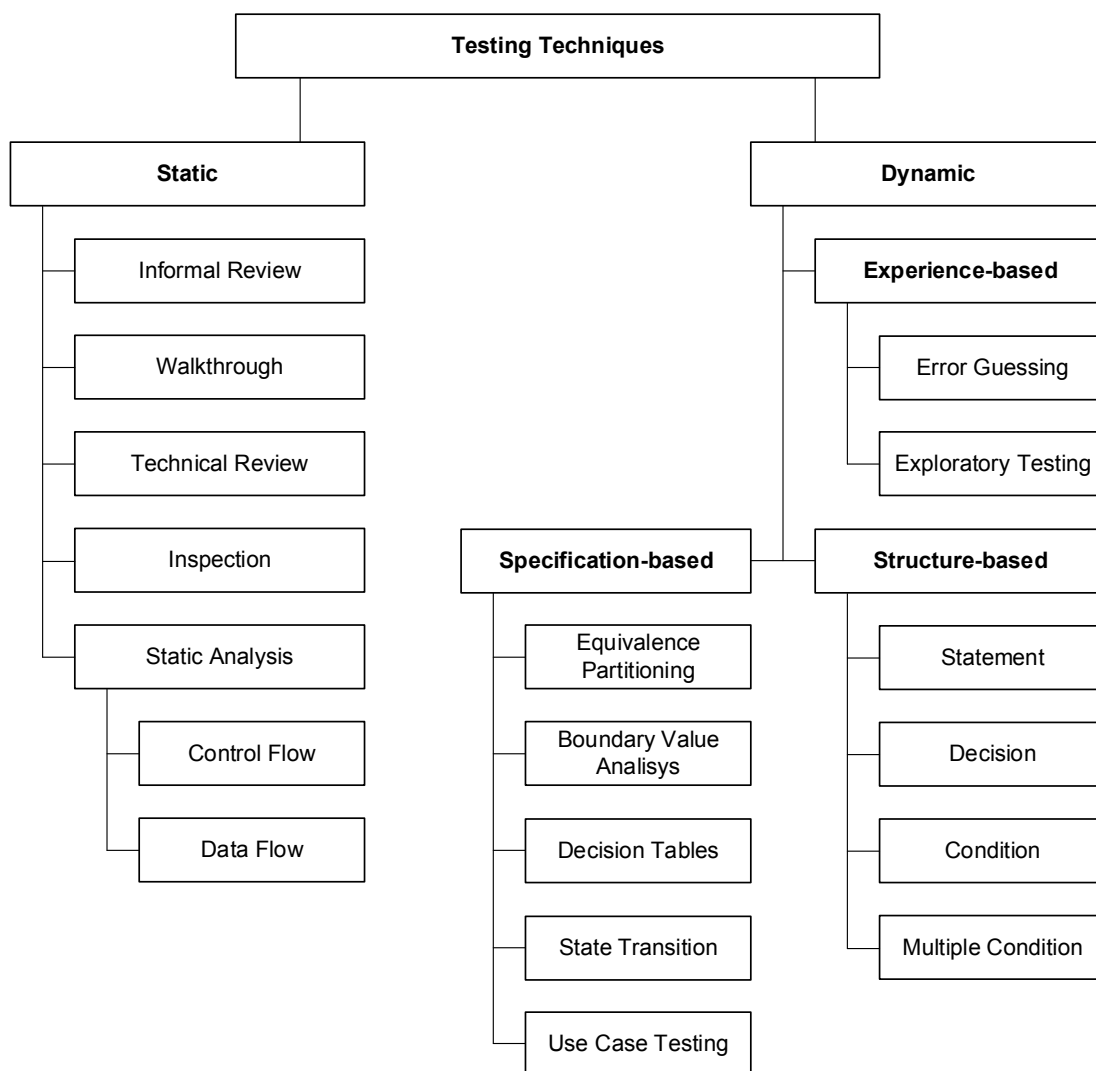 Testing Techniques
Static
Informal Review
Walkthrough
Technical Review
Inspection
Static Analysis
Control Flow
Data Flow
Dynamic
Experience-based
Error Guessing
Exploratory Testing
Specification-based
Equivalence
Partitioning
Boundary Value
Analisys
Decision Tables
State Transition
Use Case Testing
Structure-based
Statement
Decision
Condition
Multiple Condition